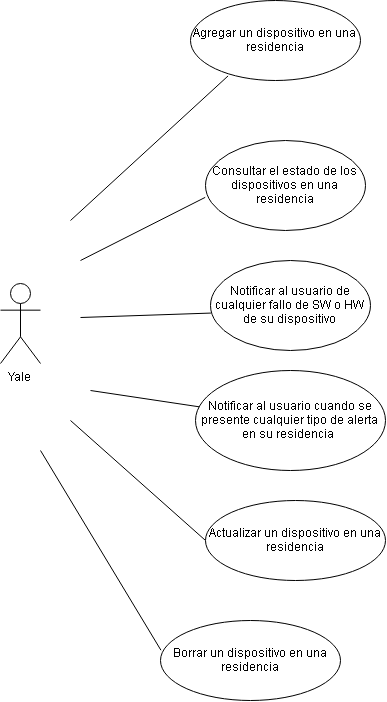 Agregar un dispositivo en una
residencia
Consultar el estado de los
dispositivos en una
residencia
Notificar al usuario de
cualquier fallo de SW o HW
de su dispositivo
Yale
Notificar al usuario cuando se
presente cualquier tipo de alerta
en su residencia
Actualizar un dispositivo en una
residencia
Borrar un dispositivo en una
residencia